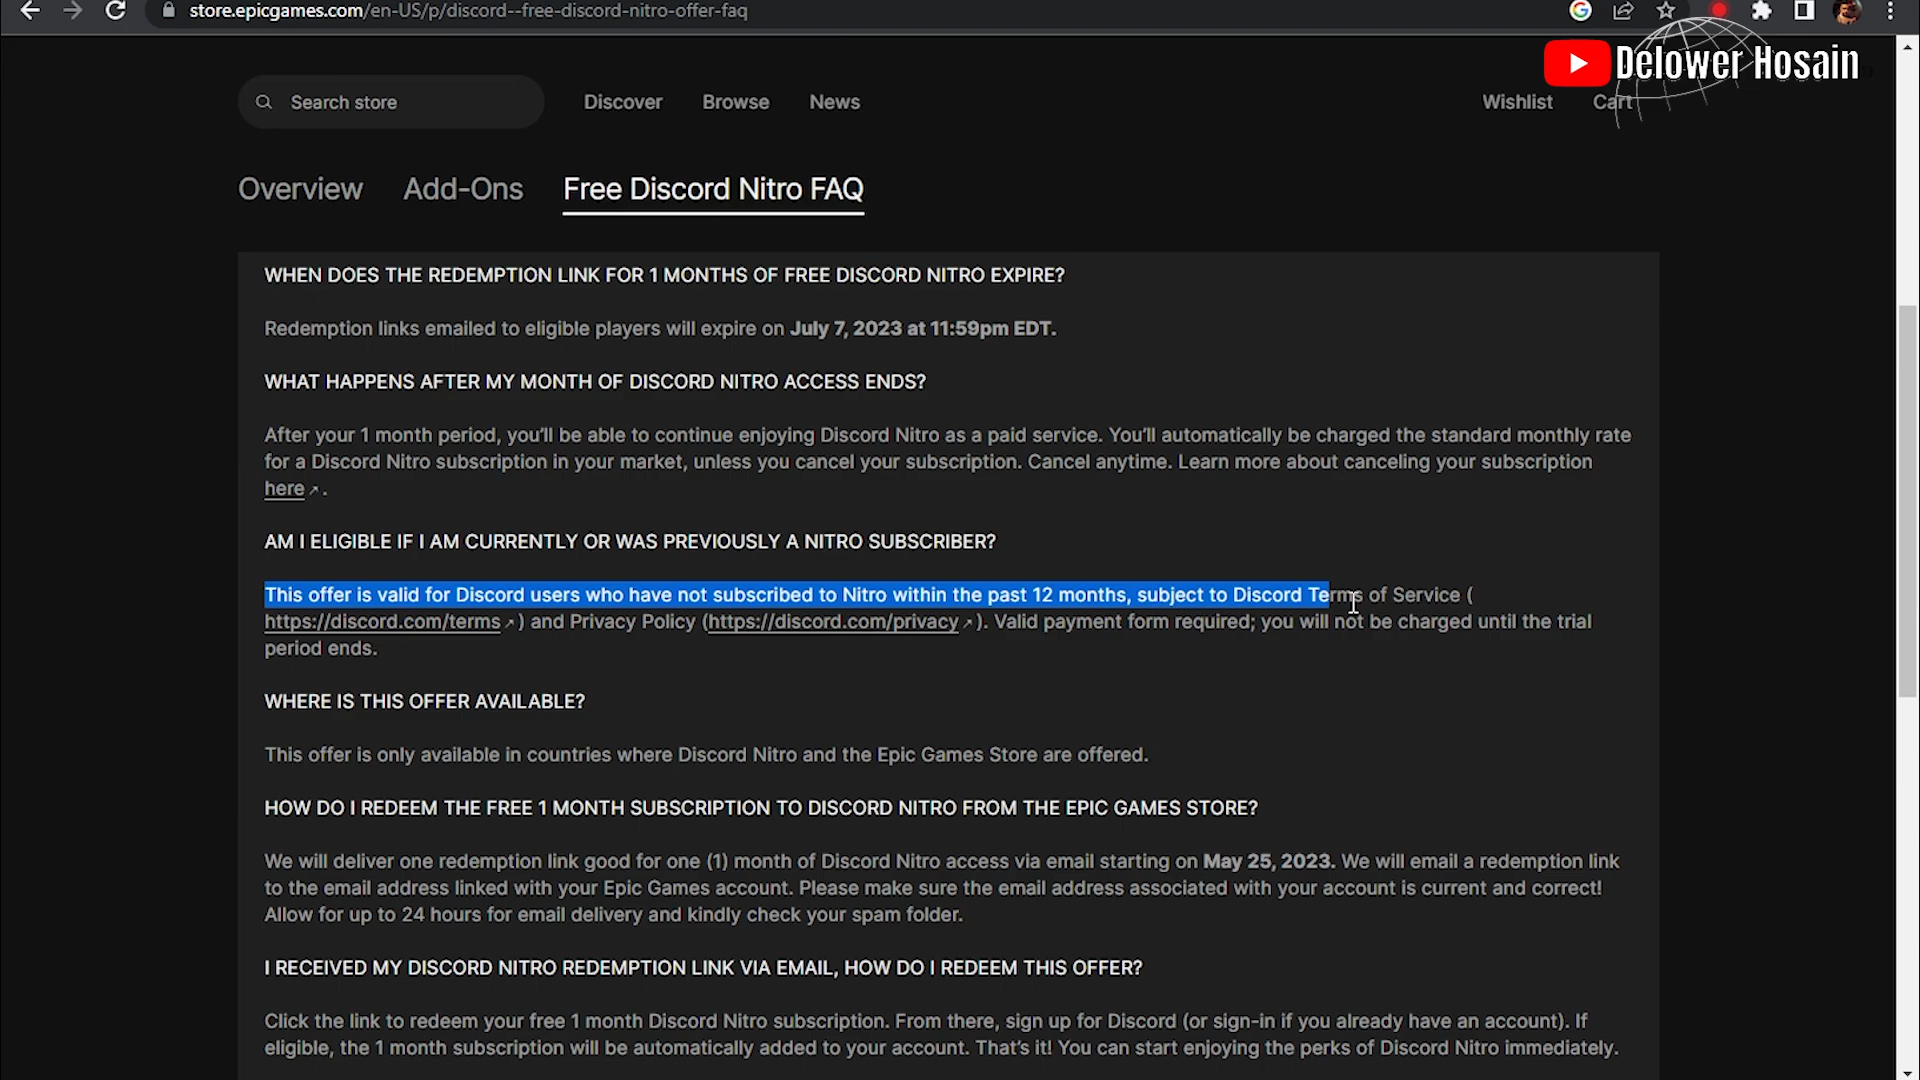 store.epicgames.com/en-US/p/discord--free-discord-nitro-offer-faq
Delower Hosain
Search store
Discover
Browse
News
Wishlist
Cart
Overview
Add-Ons
Free Discord Nitro FAQ
WHEN DOES THE REDEMPTION LINK FOR 1 MONTHS OF FREE DISCORD NITRO EXPIRE?
Redemption links emailed to eligible players will expire on July 7, 2023 at 11:59pm EDT.
WHAT HAPPENS AFTER MY MONTH OF DISCORD NITRO ACCESS ENDS?
After your 1 month period, you’ll be able to continue enjoying Discord Nitro as a paid service. You’ll automatically be charged the standard monthly rate
for a Discord Nitro subscription in your market, unless you cancel your subscription. Cancel anytime. Learn more about canceling your subscription
here ↗ .
AM I ELIGIBLE IF I AM CURRENTLY OR WAS PREVIOUSLY A NITRO SUBSCRIBER?
This offer is valid for Discord users who have not subscribed to Nitro within the past 12 months, subject to Discord Terms of Service (
https://discord.com/terms ↗ ) and Privacy Policy (https://discord.com/privacy ↗ ). Valid payment form required; you will not be charged until the trial
period ends.
WHERE IS THIS OFFER AVAILABLE?
This offer is only available in countries where Discord Nitro and the Epic Games Store are offered.
HOW DO I REDEEM THE FREE 1 MONTH SUBSCRIPTION TO DISCORD NITRO FROM THE EPIC GAMES STORE?
We will deliver one redemption link good for one (1) month of Discord Nitro access via email starting on May 25, 2023. We will email a redemption link
to the email address linked with your Epic Games account. Please make sure the email address associated with your account is current and correct!
Allow for up to 24 hours for email delivery and kindly check your spam folder.
I RECEIVED MY DISCORD NITRO REDEMPTION LINK VIA EMAIL, HOW DO I REDEEM THIS OFFER?
Click the link to redeem your free 1 month Discord Nitro subscription. From there, sign up for Discord (or sign-in if you already have an account). If
eligible, the 1 month subscription will be automatically added to your account. That’s it! You can start enjoying the perks of Discord Nitro immediately.